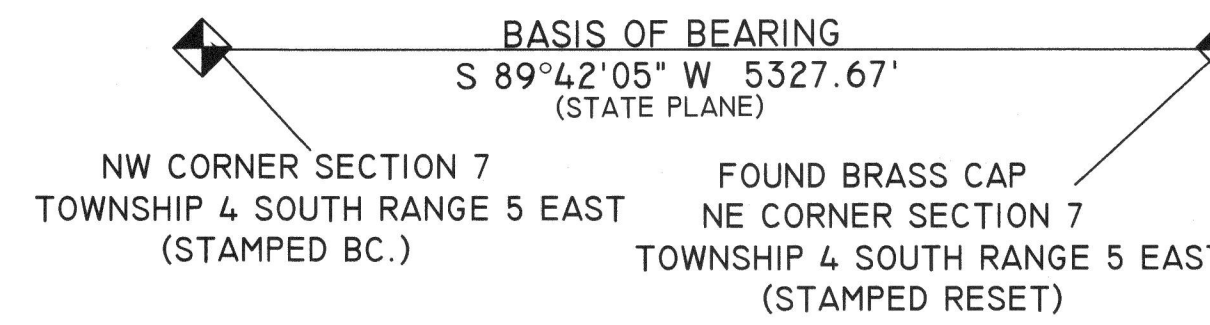 BASIS OF BEARING
S 89°42'05" W 5327.67'
(STATE PLANE)
NW CORNER SECTION 7
TOWNSHIP 4 SOUTH RANGE 5 EAST
(STAMPED BC.)
FOUND BRASS CAP
NE CORNER SECTION 7
TOWNSHIP 4 SOUTH RANGE 5 EAST
(STAMPED RESET)